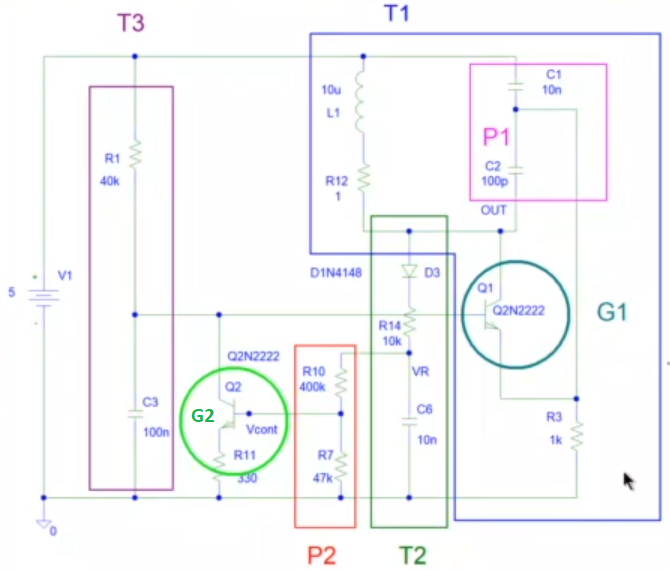 T1
T3
C1
10n
10u
L1
P1
R1
40k
C2
100p
R12
1
OUT
D1N4148
D3
V1
+
5
-
Q1
Q2N2222
G1
R14
10k
Q2N2222
R10
400k
VR
Q2
G2
Vcont
C3
100n
C6
10n
R3
1k
R11
330
R7
47k
0
P2
T2